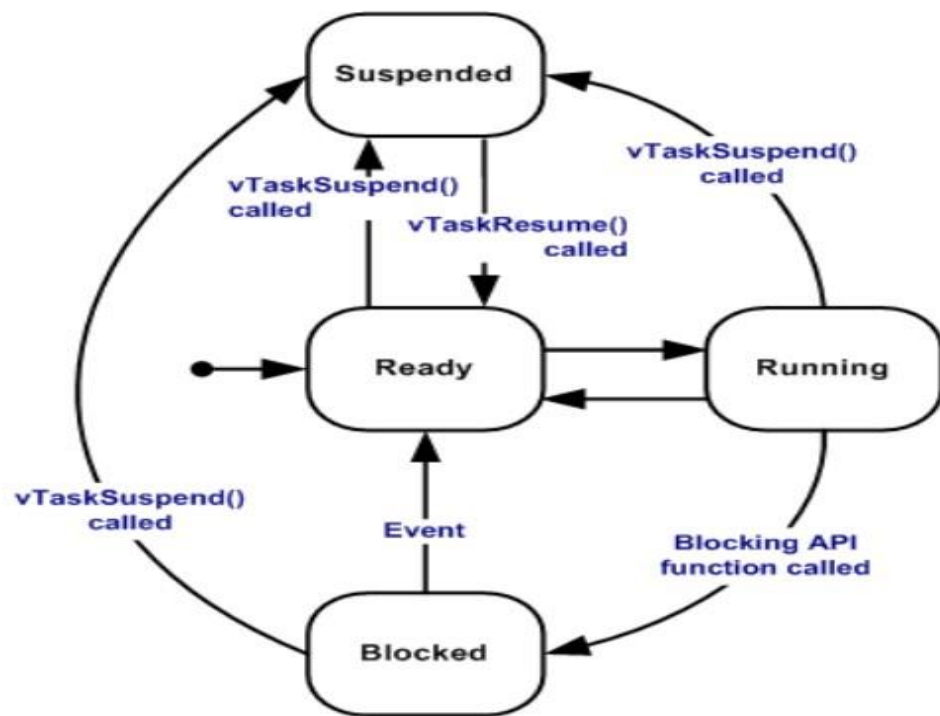 Suspended
vTaskSuspend()
called
vTaskSuspend()
called
vTaskResume()
called
Ready
Running
vTaskSuspend()
called
Event
Blocking API
function called
Blocked